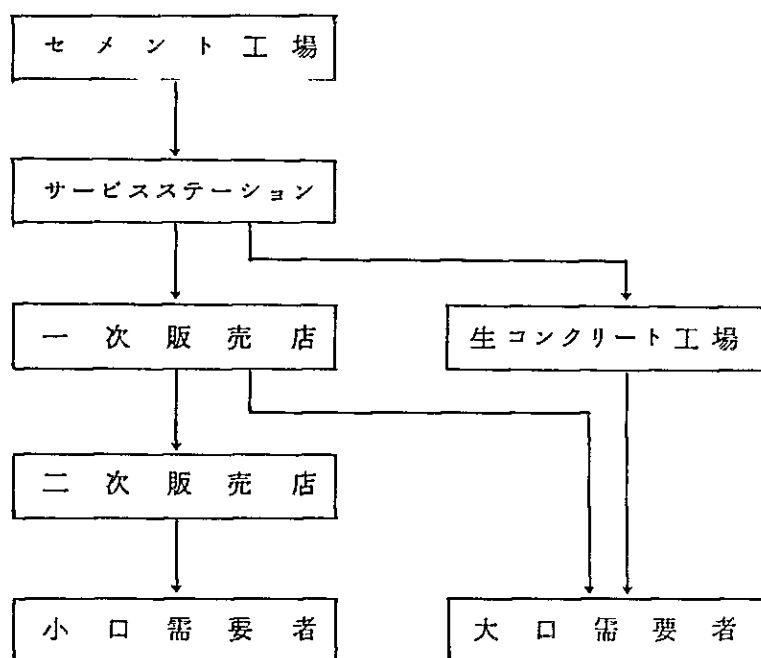 セメント工場
サービスステーション
一次販売店
生コンクリート工場
二次販売店
小口需要者
大口需要者